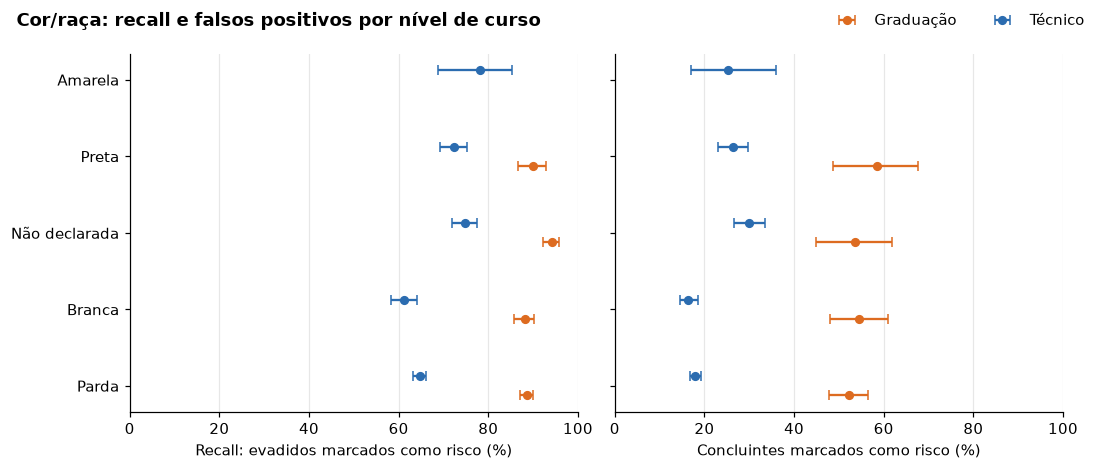 Cor/raça: recall e falsos positivos por nível de curso
Graduação
Técnico
Amarela
Preta
Não declarada
Branca
Parda
0 20 40 60 80 100
0 20 40 60 80 100
Recall: evadidos marcados como risco (%)
Concluintes marcados como risco (%)